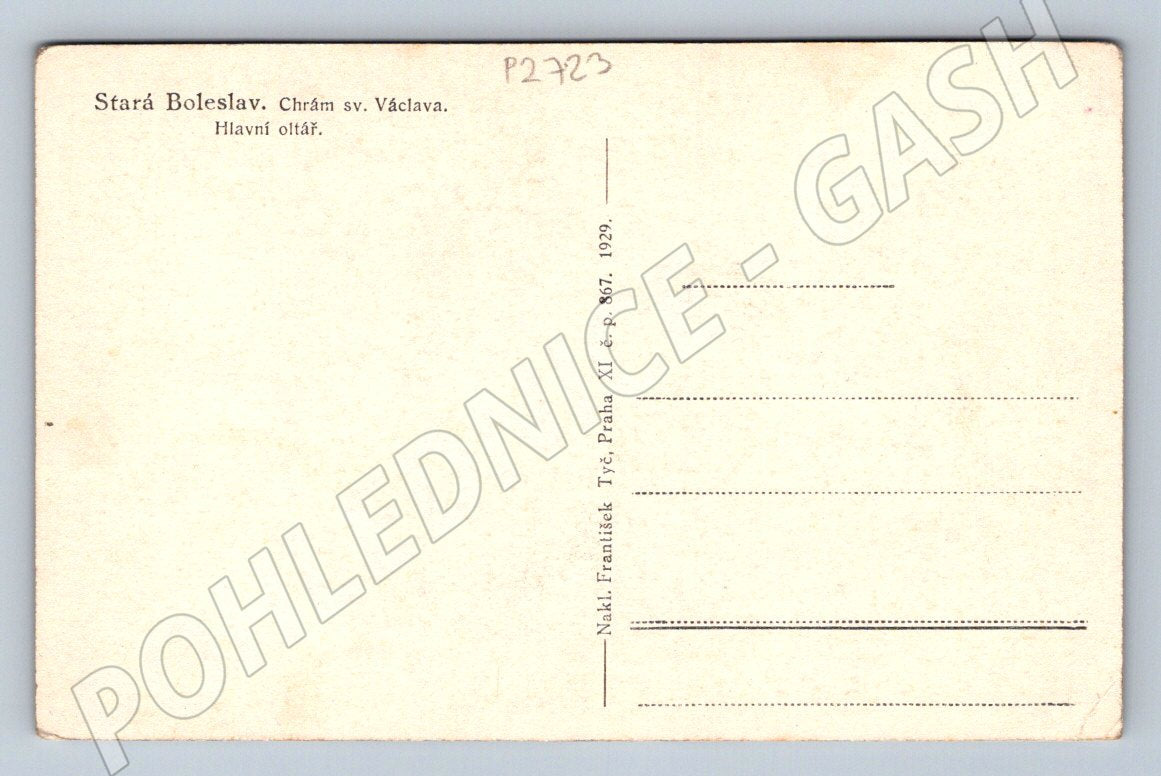 P2723
Stará Boleslav. Chrám sv. Václava.
Hlavní oltář.
Nakl. František Tyč, Praha XI č. p. 867. 1929.
POHLEDNICE - GASH